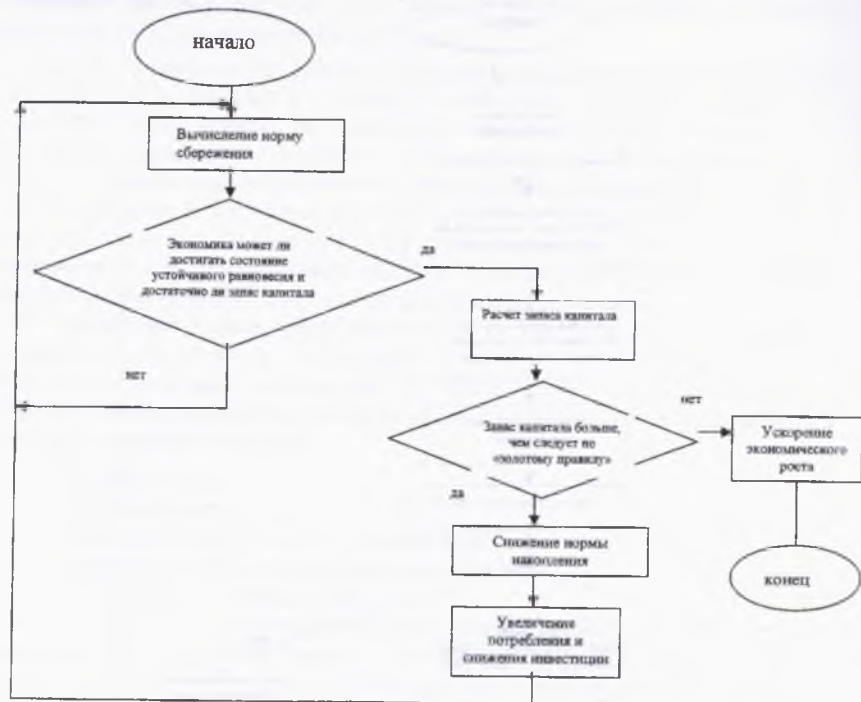 начало
Вычисление норму
сбережения
Экономика может ли
достигать состояние
устойчивого равновесия и
достаточно ли запас капитала
да
нет
Расчет запаса капитала
Запас капитала больше,
чем следует по
«золотому правилу»
нет
да
Ускорение
экономического
роста
Снижение нормы
накопления
конец
Увеличение
потребления и
снижения инвестиции